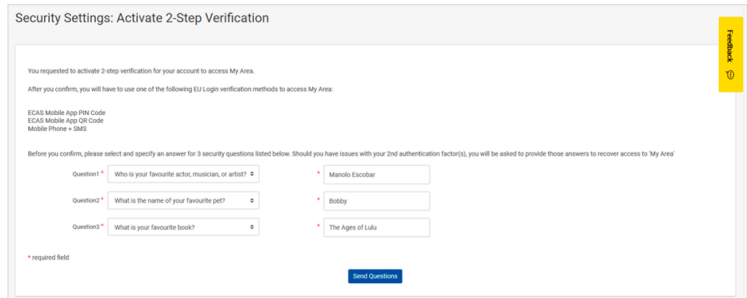 Security Settings: Activate 2-Step Verification
Feedback
You requested to activate 2-step verification for your account to access My Area.
After you confirm, you will have to use one of the following EU Login verification methods to access My Area:
ECAS Mobile App PIN Code
ECAS Mobile App QR Code
Mobile Phone + SMS
Before you confirm, please select and specify an answer for 3 security questions listed below. Should you have issues with your 2nd authentication factor(s), you will be asked to provide those answers to recover access to 'My Area'
Question1 * Who is your favourite actor, musician, or artist? * Manolo Escobar
Question2 * What is the name of your favourite pet? * Bobby
Question3 * What is your favourite book? * The Ages of Lulu
* required field
Send Questions